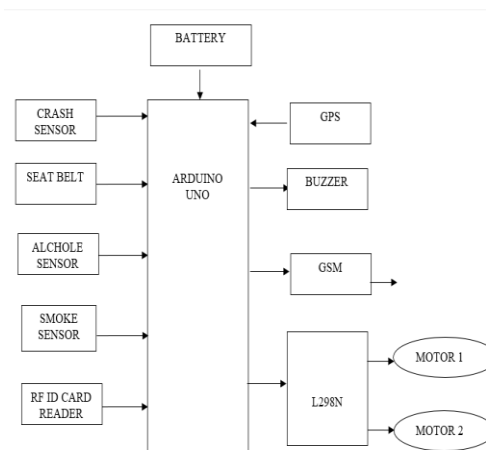 BATTERY
CRASH
SENSOR
GPS
SEAT BELT
ARDUINO
UNO
BUZZER
ALCHOLE
SENSOR
GSM
SMOKE
SENSOR
MOTOR 1
RF ID CARD
READER
L298N
MOTOR 2